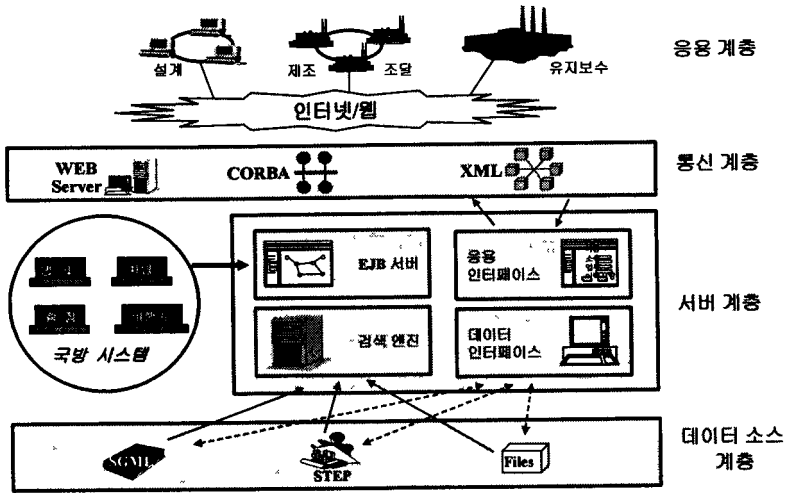 응용 계층
설계
제조
조달
유지보수
인터넷/웹
통신 계층
WEB
Server
CORBA
XML
EJB 서버
응용
인터페이스
서버 계층
검색 엔진
데이터
인터페이스
국방 시스템
데이터 소스
계층
SGML
STEP
Files